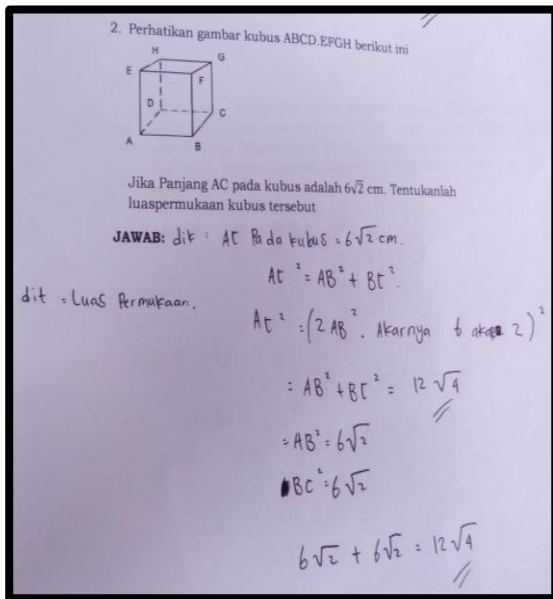 2. Perhatikan gambar kubus ABCD.EFGH berikut ini
H
G
E
F
D
C
A
B
Jika Panjang AC pada kubus adalah 6√2 cm. Tentukanlah
luaspermukaan kubus tersebut
JAWAB: dik : AC Pada kubus = 6√2 cm.
AC² = AB² + BC².
dit = Luas Permukaan.
AC² = (2 AB². Akarnya 6 akar 2)²
= AB² + BC² = 12√4
= AB² = 6√2
BC² = 6√2
6√2 + 6√2 = 12√4